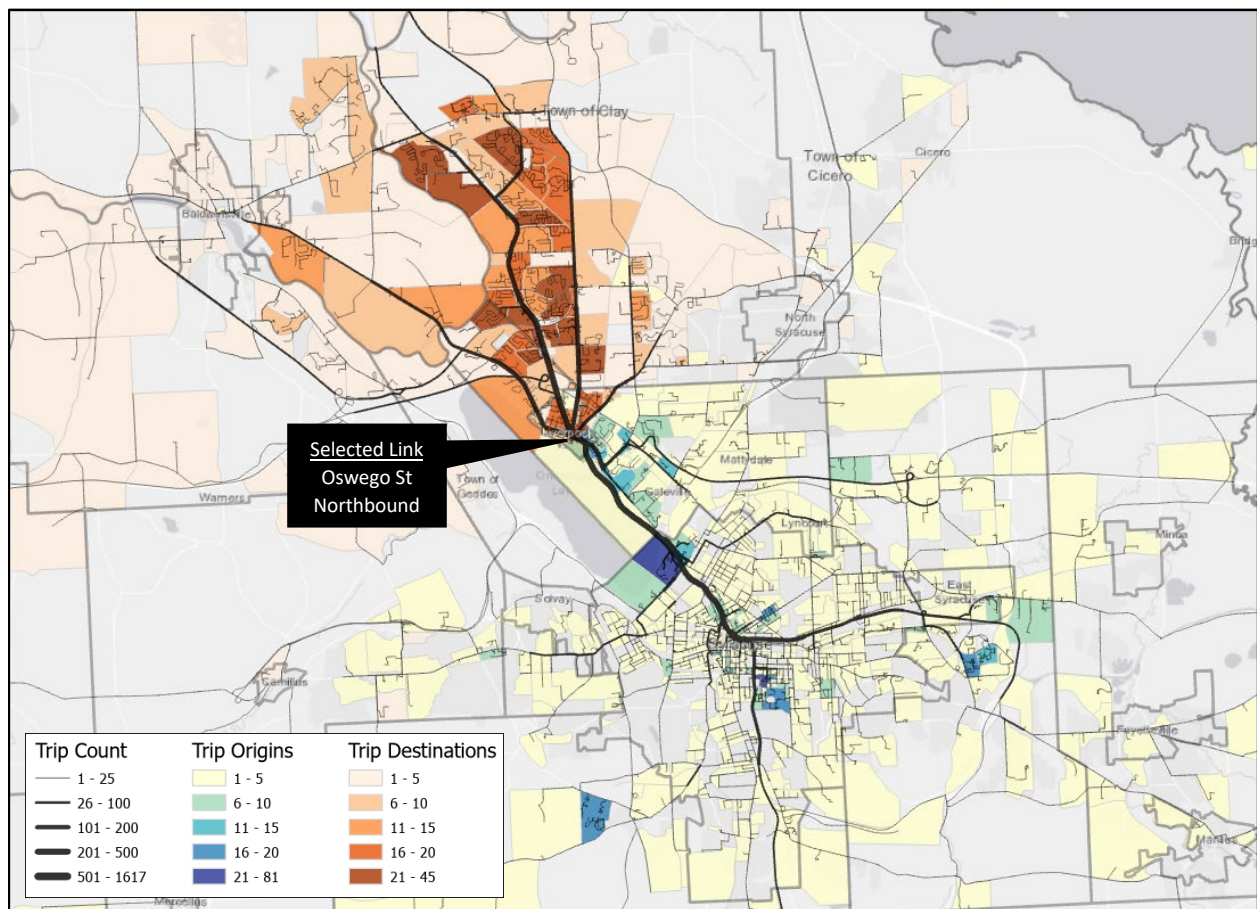 Town of Clay
Town of
Cicero
Cicero
Baldwinsville
North
Syracuse
Selected Link
Oswego St
Northbound
Liverpool
Mattydale
Town of
Geddes
Galeville
Warners
Lyncourt
Minoa
East
Syracuse
Solvay
Syracuse
Camillus
Fayetteville
Manlius
Marcellus
Trip Count
1 - 25
26 - 100
101 - 200
201 - 500
501 - 1617
Trip Origins
1 - 5
6 - 10
11 - 15
16 - 20
21 - 81
Trip Destinations
1 - 5
6 - 10
11 - 15
16 - 20
21 - 45